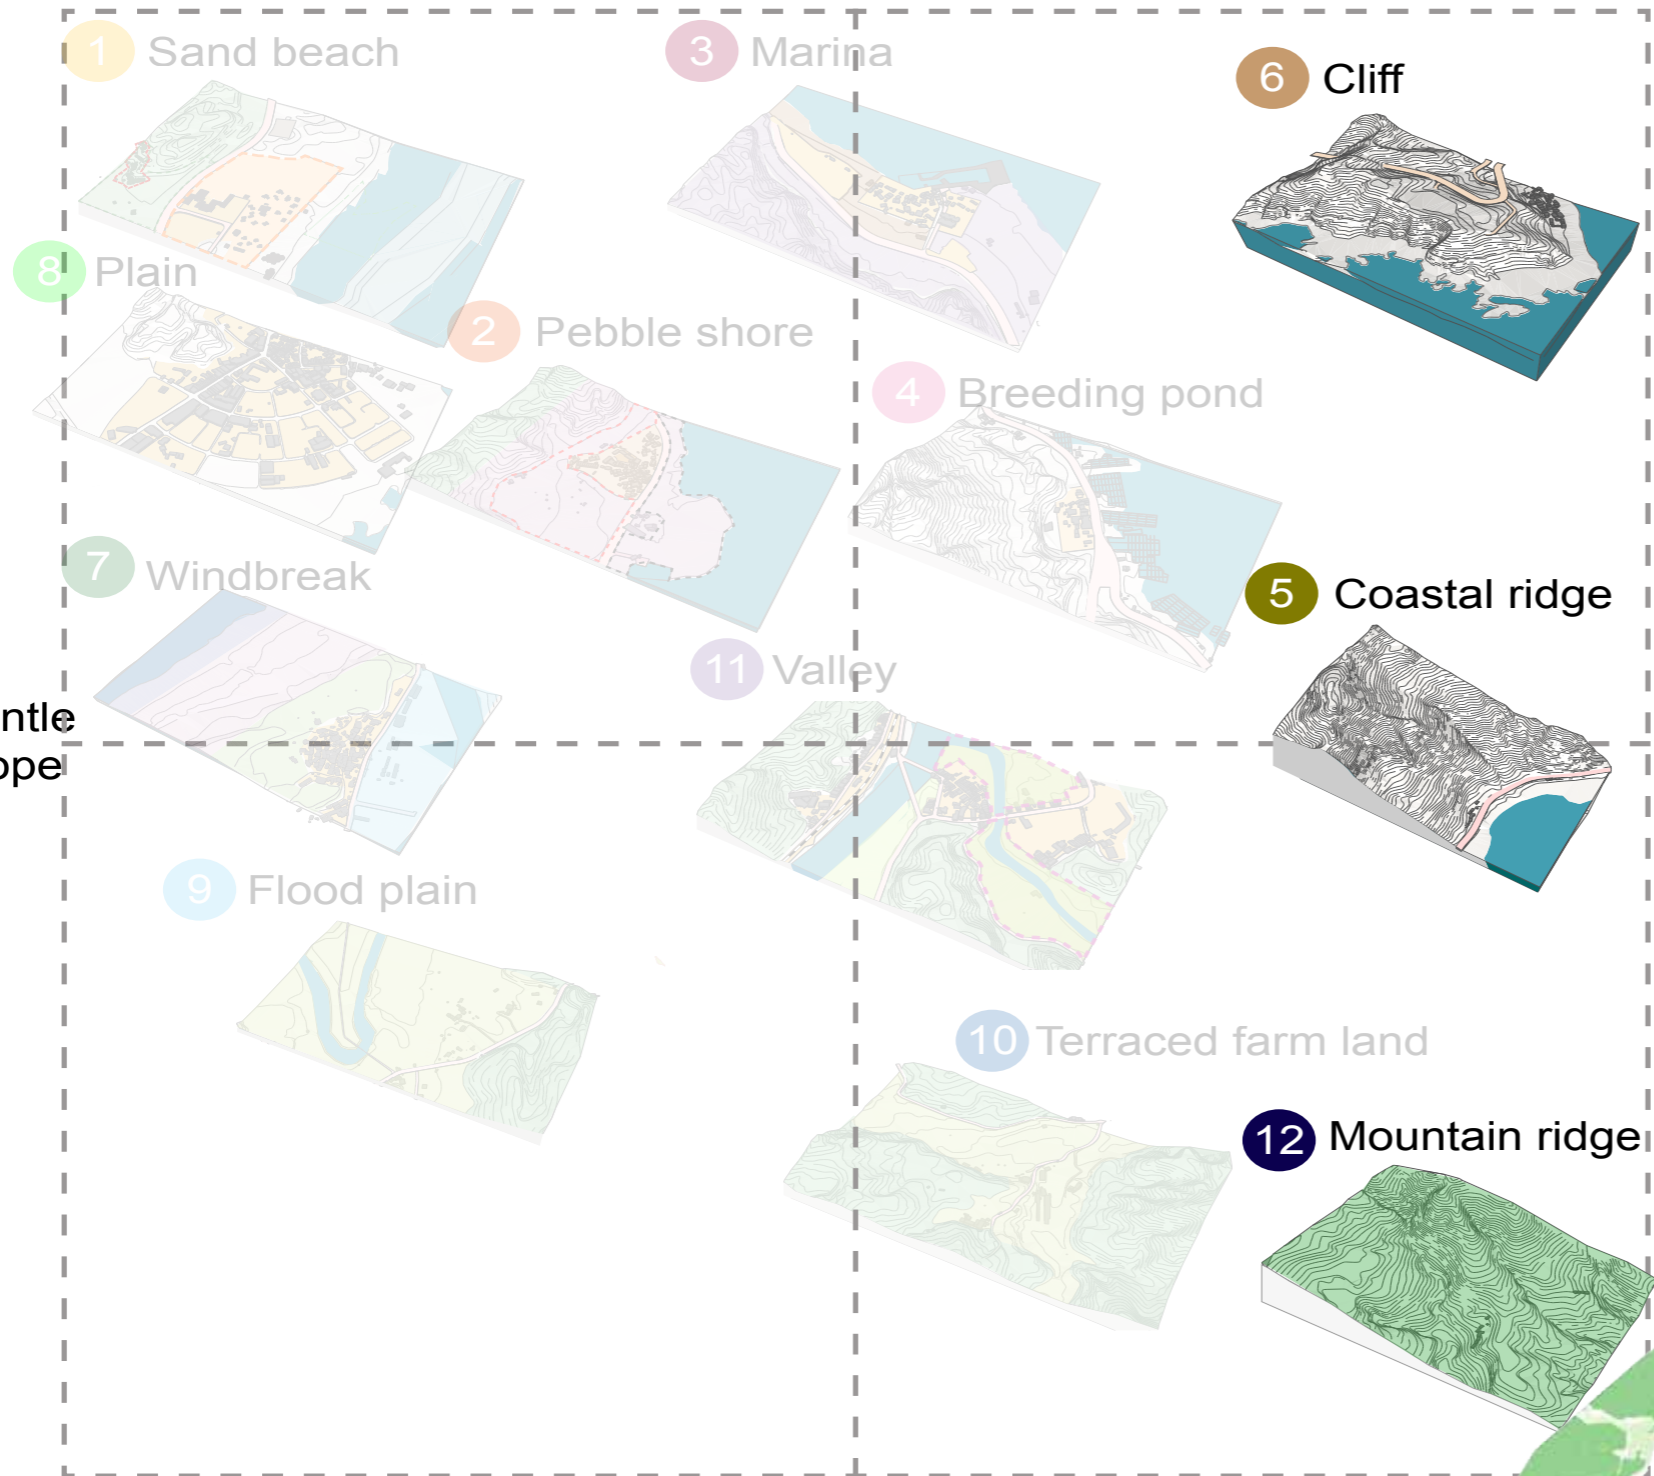 1 Sand beach
3 Marina
6 Cliff
8 Plain
2 Pebble shore
4 Breeding pond
7 Windbreak
5 Coastal ridge
11 Valley
ntle
ope
9 Flood plain
10 Terraced farm land
12 Mountain ridge